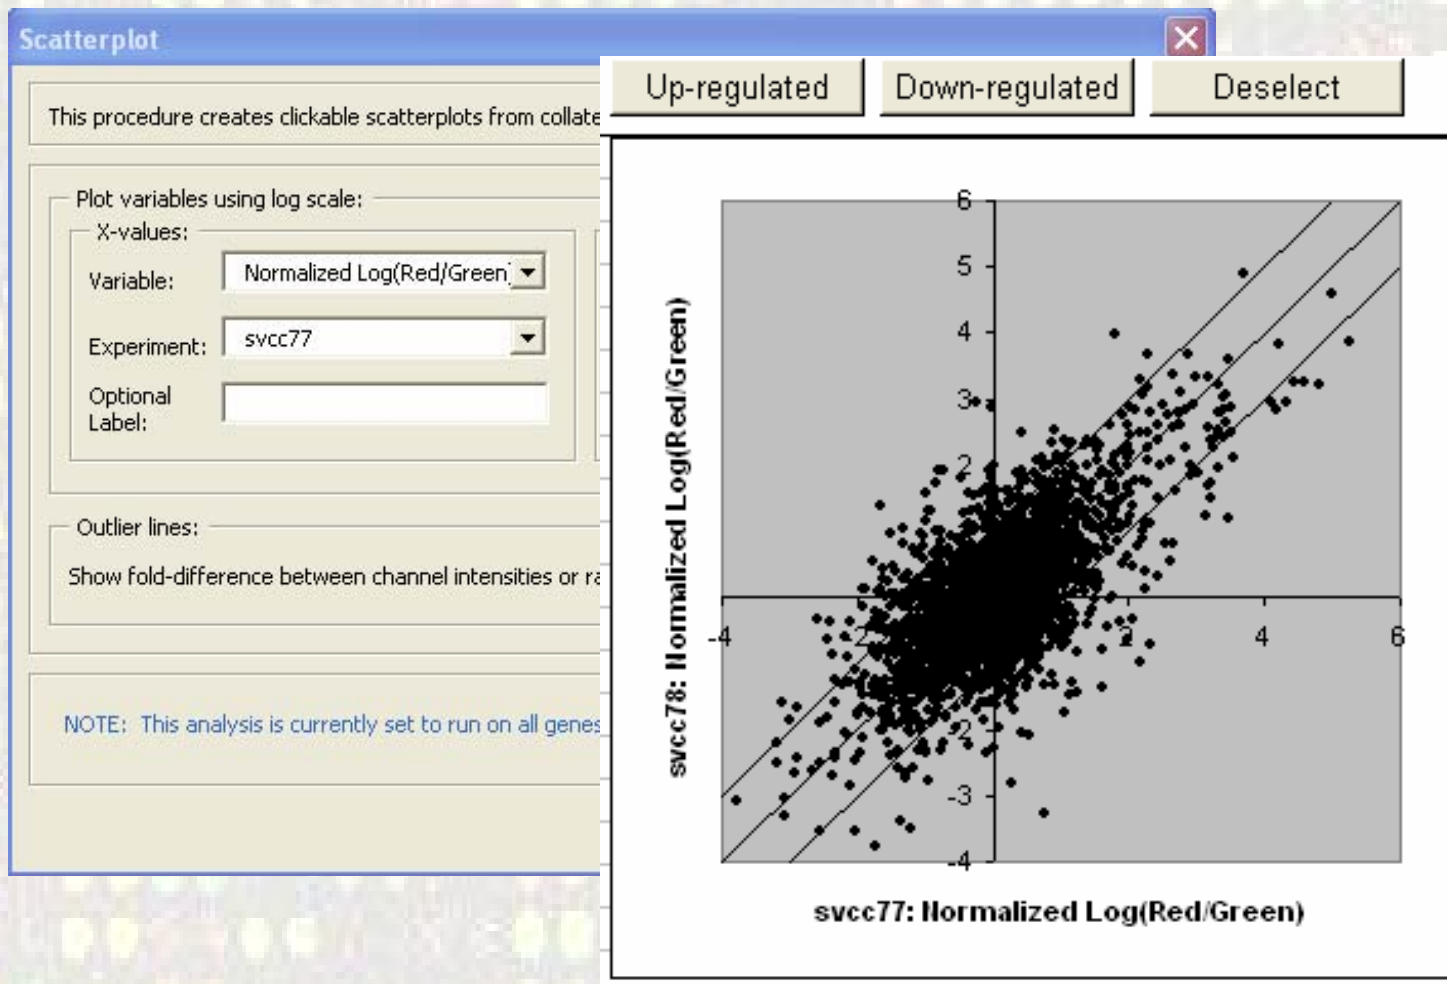 Scatterplot
This procedure creates clickable scatterplots from collate
Plot variables using log scale:
X-values:
Variable:
Normalized Log(Red/Green)
Experiment:
svcc77
Optional
Label:
Outlier lines:
Show fold-difference between channel intensities or ra
NOTE: This analysis is currently set to run on all genes
Up-regulated
Down-regulated
Deselect
6
5
4
3
2
-4
2
4
6
-2
-3
-4
svcc78: Normalized Log(Red/Green)
svcc77: Normalized Log(Red/Green)